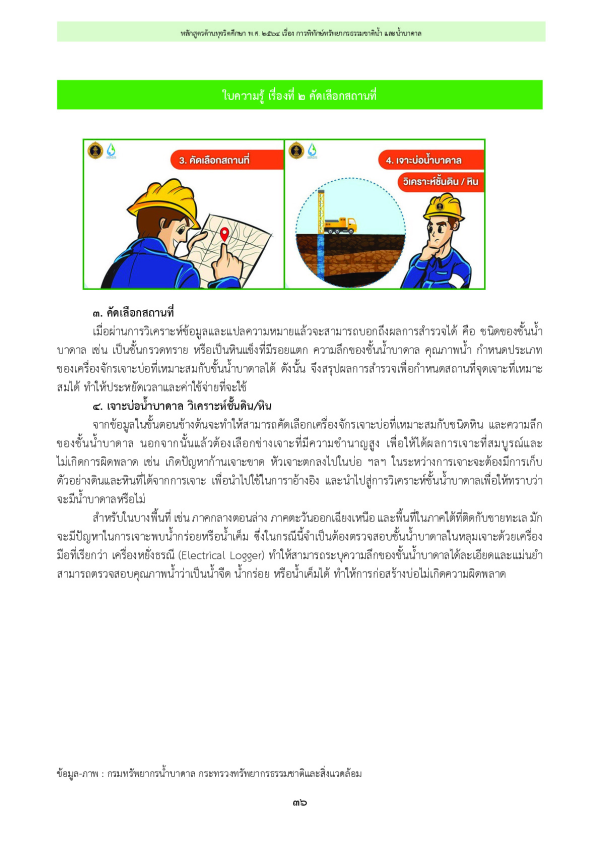 หลักสูตรต้านทุจริตศึกษา พ.ศ. ๒๕๖๔ เรื่อง การพิทักษ์ทรัพยากรธรรมชาติน้ำ และน้ำบาดาล
ใบความรู้ เรื่องที่ ๒ คัดเลือกสถานที่
3. คัดเลือกสถานที่
4. เจาะบ่อน้ำบาดาล
วิเคราะห์ชั้นดิน / หิน
๓. คัดเลือกสถานที่
เมื่อผ่านการวิเคราะห์ข้อมูลและแปลความหมายแล้วจะสามารถบอกถึงผลการสำรวจได้ คือ ชนิดของชั้นน้ำ
บาดาล เช่น เป็นชั้นกรวดทราย หรือเป็นหินแข็งที่มีรอยแตก ความลึกของชั้นน้ำบาดาล คุณภาพน้ำ กำหนดประเภท
ของเครื่องจักรเจาะบ่อที่เหมาะสมกับชั้นน้ำบาดาลได้ ดังนั้น จึงสรุปผลการสำรวจเพื่อกำหนดสถานที่จุดเจาะที่เหมาะ
สมได้ ทำให้ประหยัดเวลาและค่าใช้จ่ายที่จะใช้
๔. เจาะบ่อน้ำบาดาล วิเคราะห์ชั้นดิน/หิน
จากข้อมูลในขั้นตอนข้างต้นจะทำให้สามารถคัดเลือกเครื่องจักรเจาะบ่อที่เหมาะสมกับชนิดหิน และความลึก
ของชั้นน้ำบาดาล นอกจากนั้นแล้วต้องเลือกช่างเจาะที่มีความชำนาญสูง เพื่อให้ได้ผลการเจาะที่สมบูรณ์และ
ไม่เกิดการผิดพลาด เช่น เกิดปัญหาก้านเจาะขาด หัวเจาะตกลงไปในบ่อ ฯลฯ ในระหว่างการเจาะจะต้องมีการเก็บ
ตัวอย่างดินและหินที่ได้จากการเจาะ เพื่อนำไปใช้ในการอ้างอิง และนำไปสู่การวิเคราะห์ชั้นน้ำบาดาลเพื่อให้ทราบว่า
จะมีน้ำบาดาลหรือไม่
สำหรับในบางพื้นที่ เช่น ภาคกลางตอนล่าง ภาคตะวันออกเฉียงเหนือ และพื้นที่ในภาคใต้ที่ติดกับชายทะเล มัก
จะมีปัญหาในการเจาะพบน้ำกร่อยหรือน้ำเค็ม ซึ่งในกรณีนี้จำเป็นต้องตรวจสอบชั้นน้ำบาดาลในหลุมเจาะด้วยเครื่อง
มือที่เรียกว่า เครื่องหยั่งธรณี (Electrical Logger) ทำให้สามารถระบุความลึกของชั้นน้ำบาดาลได้ละเอียดและแม่นยำ
สามารถตรวจสอบคุณภาพน้ำว่าเป็นน้ำจืด น้ำกร่อย หรือน้ำเค็มได้ ทำให้การก่อสร้างบ่อไม่เกิดความผิดพลาด
ข้อมูล-ภาพ : กรมทรัพยากรน้ำบาดาล กระทรวงทรัพยากรธรรมชาติและสิ่งแวดล้อม
๓๖